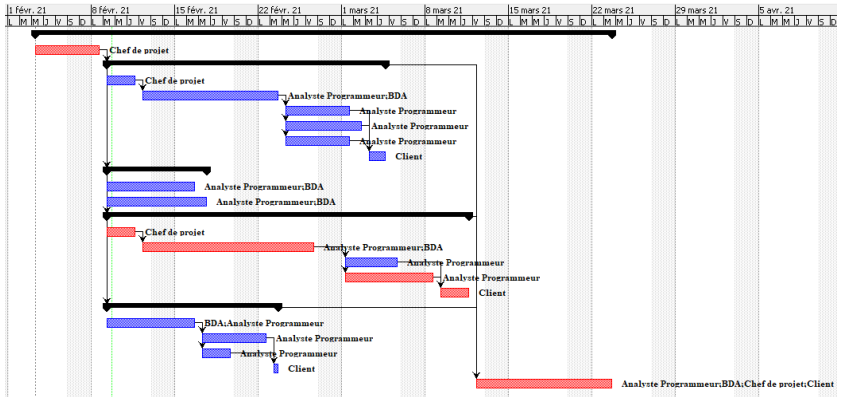 1 févr. 21 8 févr. 21 15 févr. 21 22 févr. 21 1 mars 21 8 mars 21 15 mars 21 22 mars 21 29 mars 21 5 avr. 21
L M M J V S D L M M J V S D L M M J V S D L M M J V S D L M M J V S D L M M J V S D L M M J V S D L M M J V S D L M M J V S D L M M J V S D
Chef de projet
Chef de projet
Analyste Programmeur;BDA
Analyste Programmeur
Analyste Programmeur
Analyste Programmeur
Client
Analyste Programmeur;BDA
Analyste Programmeur;BDA
Chef de projet
Analyste Programmeur;BDA
Analyste Programmeur
Analyste Programmeur
Client
BDA;Analyste Programmeur
Analyste Programmeur
Analyste Programmeur
Client
Analyste Programmeur;BDA;Chef de projet;Client